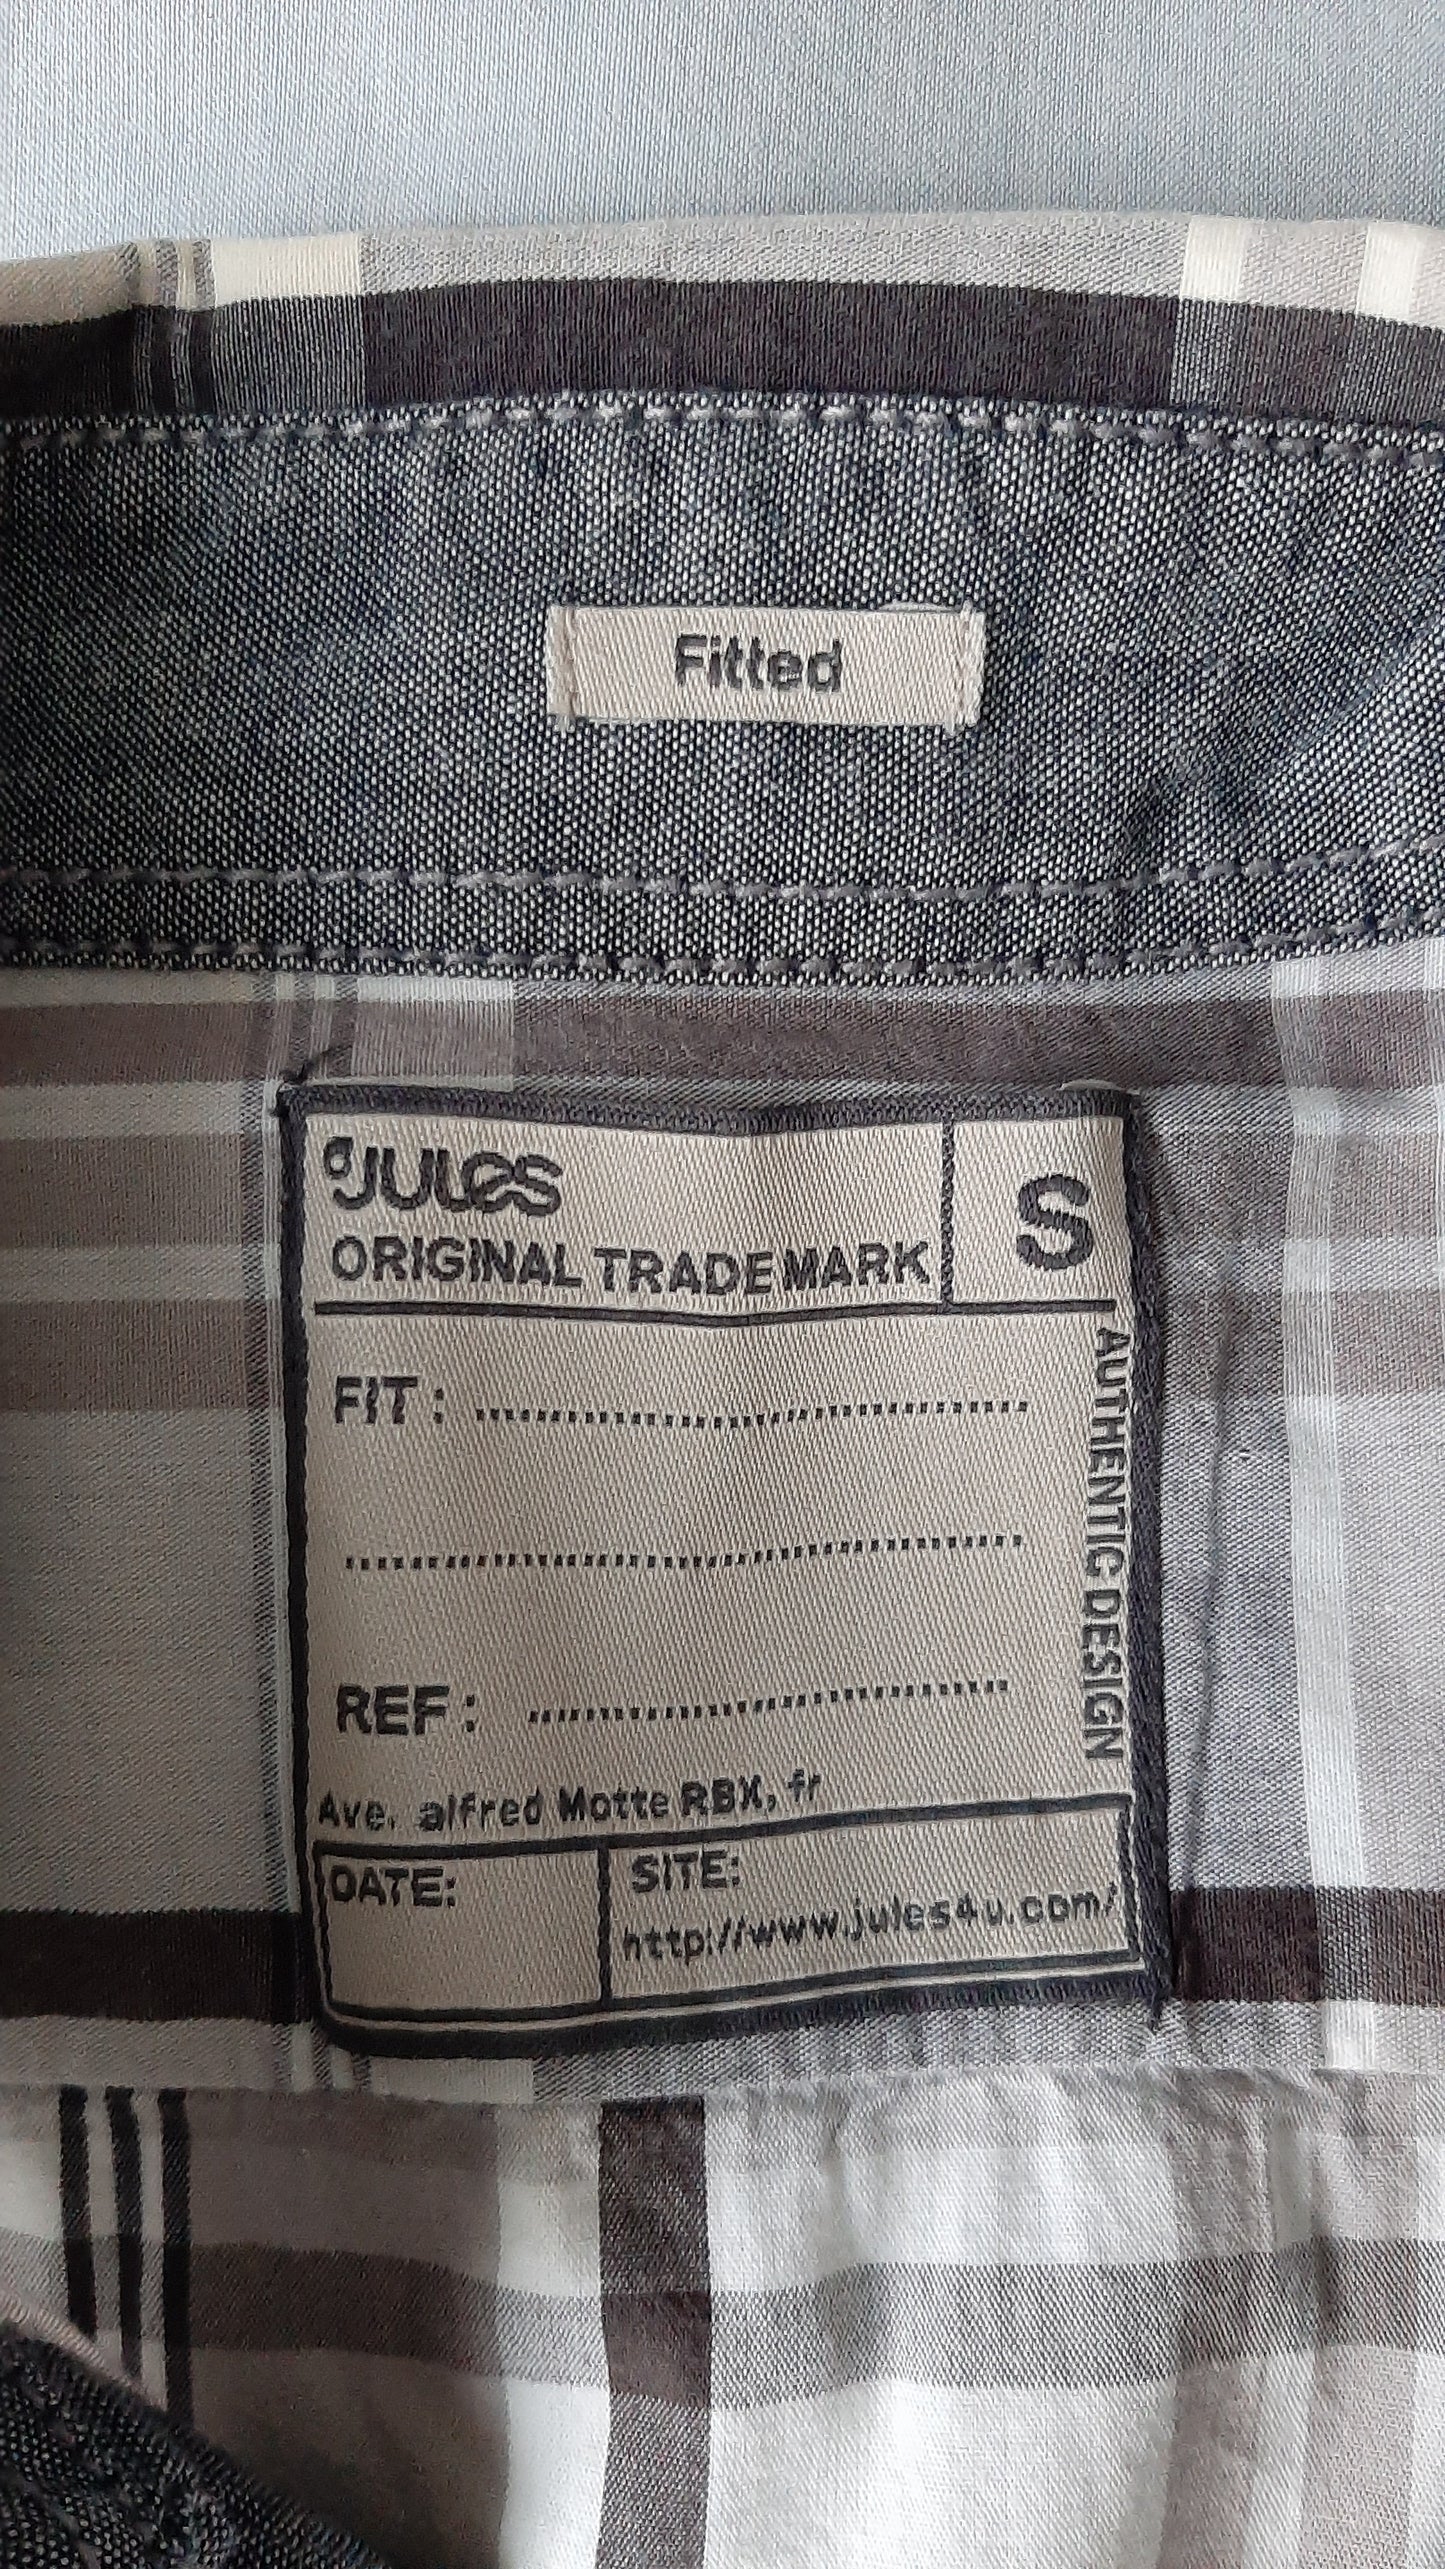 Fitted
JULES
ORIGINAL TRADE MARK
S
FIT : ........................................
........................................
REF : ........................................
AUTHENTIC DESIGN
Ave. alfred Motte RBX, fr
DATE:
SITE:
http://www.jules4u.com/